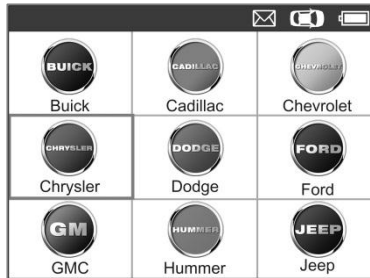 BUICK
CADILLAC
CHEVROLET
Buick
Cadillac
Chevrolet
CHRYSLER
DODGE
FORD
Chrysler
Dodge
Ford
GM
HUMMER
JEEP
GMC
Hummer
Jeep